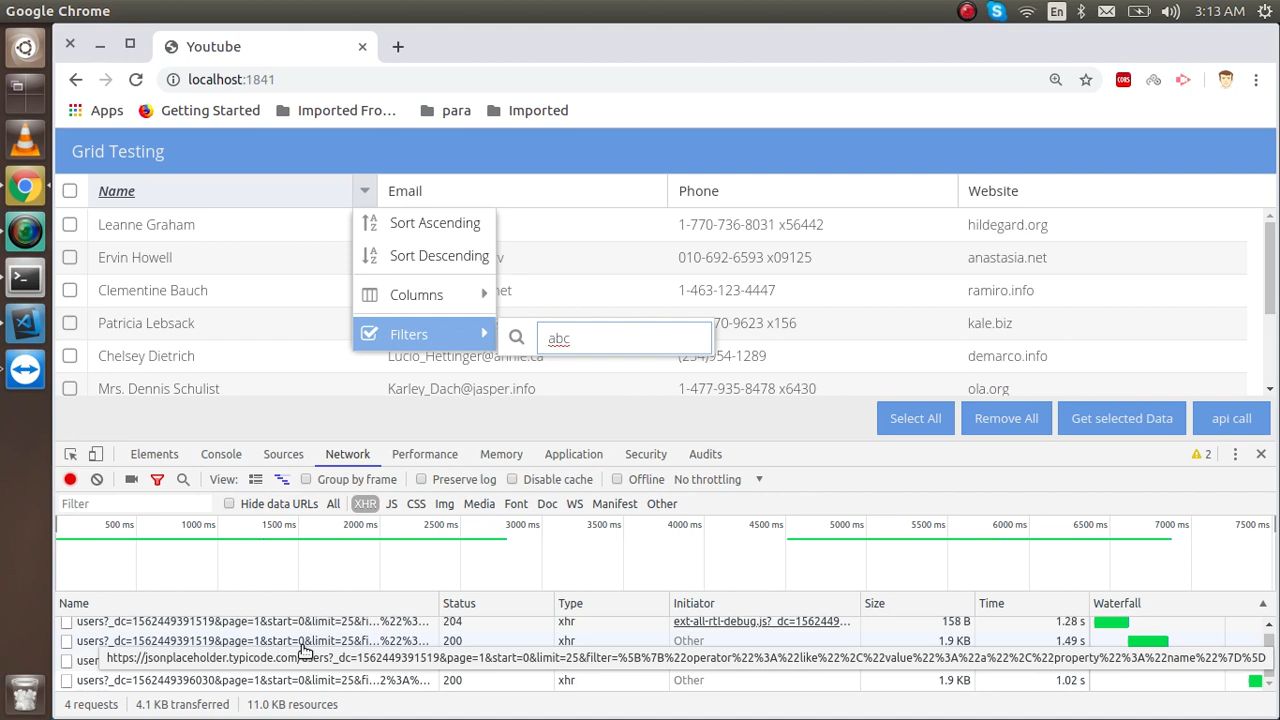 Google Chrome En 3:13 AM
Youtube
localhost:1841 CORS
Apps Getting Started Imported Fro... para Imported
Grid Testing
Name Email Phone Website
Leanne Graham 1-770-736-8031 x56442 hildegard.org
Sort Ascending
Ervin Howell 010-692-6593 x09125 anastasia.net
Sort Descending
Clementine Bauch net 1-463-123-4447 ramiro.info
Columns
Patricia Lebsack 70-9623 x156 kale.biz
Filters abc
Chelsey Dietrich Lucio_Hettinger@annie.ca (254)954-1289 demarco.info
Mrs. Dennis Schulist Karley_Dach@jasper.info 1-477-935-8478 x6430 ola.org
Select All Remove All Get selected Data api call
Elements Console Sources Network Performance Memory Application Security Audits 2
View: Group by frame Preserve log Disable cache Offline No throttling
Filter Hide data URLs All XHR JS CSS Img Media Font Doc WS Manifest Other
500 ms 1000 ms 1500 ms 2000 ms 2500 ms 3000 ms 3500 ms 4000 ms 4500 ms 5000 ms 5500 ms 6000 ms 6500 ms 7000 ms 7500 ms
Name Status Type Initiator Size Time Waterfall
users?_dc=1562449391519&page=1&start=0&limit=25&fi...%22%3... 204 xhr ext-all-rtl-debug.js?_dc=1562449... 158 B 1.28 s
users?_dc=1562449391519&page=1&start=0&limit=25&fi...%22%3... 200 xhr Other 1.9 KB 1.49 s
https://jsonplaceholder.typicode.com/users?_dc=1562449391519&page=1&start=0&limit=25&filter=%5B%7B%22operator%22%3A%22like%22%2C%22value%22%3A%22a%22%2C%22property%22%3A%22name%22%7D%5D
users?_dc=1562449396030&page=1&start=0&limit=25&fi...2%3A%... 200 xhr Other 1.9 KB 1.02 s
4 requests 4.1 KB transferred 11.0 KB resources